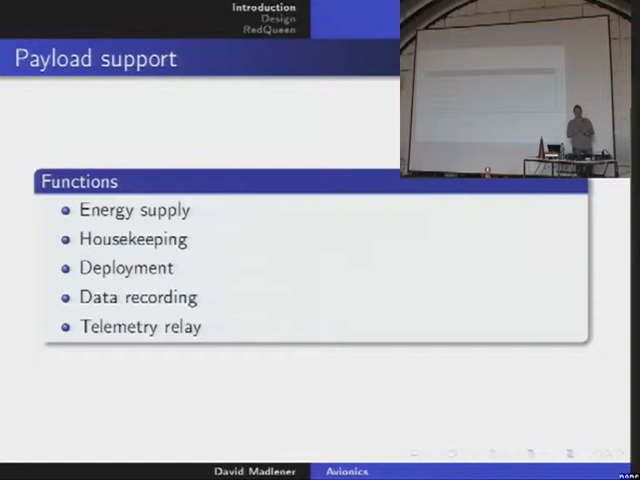 Introduction
Design
RedQueen
Payload support
Functions
Energy supply
Housekeeping
Deployment
Data recording
Telemetry relay
David Madlener
Avionics